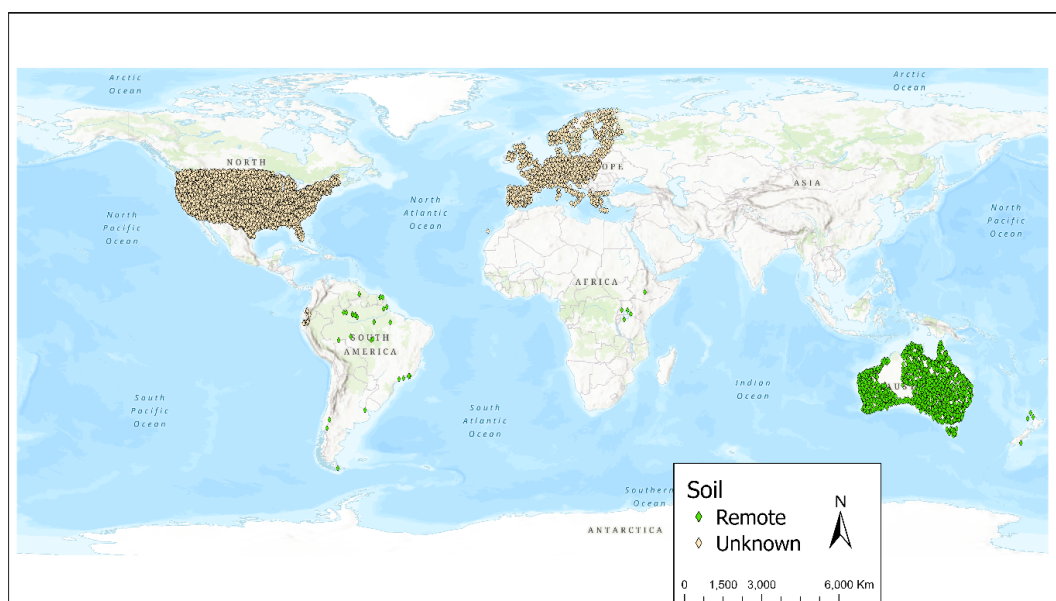 Arctic
Ocean
Arctic
Ocean
NORTH
OPE
ASIA
North
Pacific
Ocean
North
Atlantic
Ocean
North
Pacific
Ocean
AFRICA
SOUTH
AMERICA
AUS
Indian
Ocean
South
Pacific
Ocean
South
Atlantic
Ocean
Southern
Ocean
ANTARCTICA
Soil
Remote
Unknown
N
0 1,500 3,000 6,000 Km